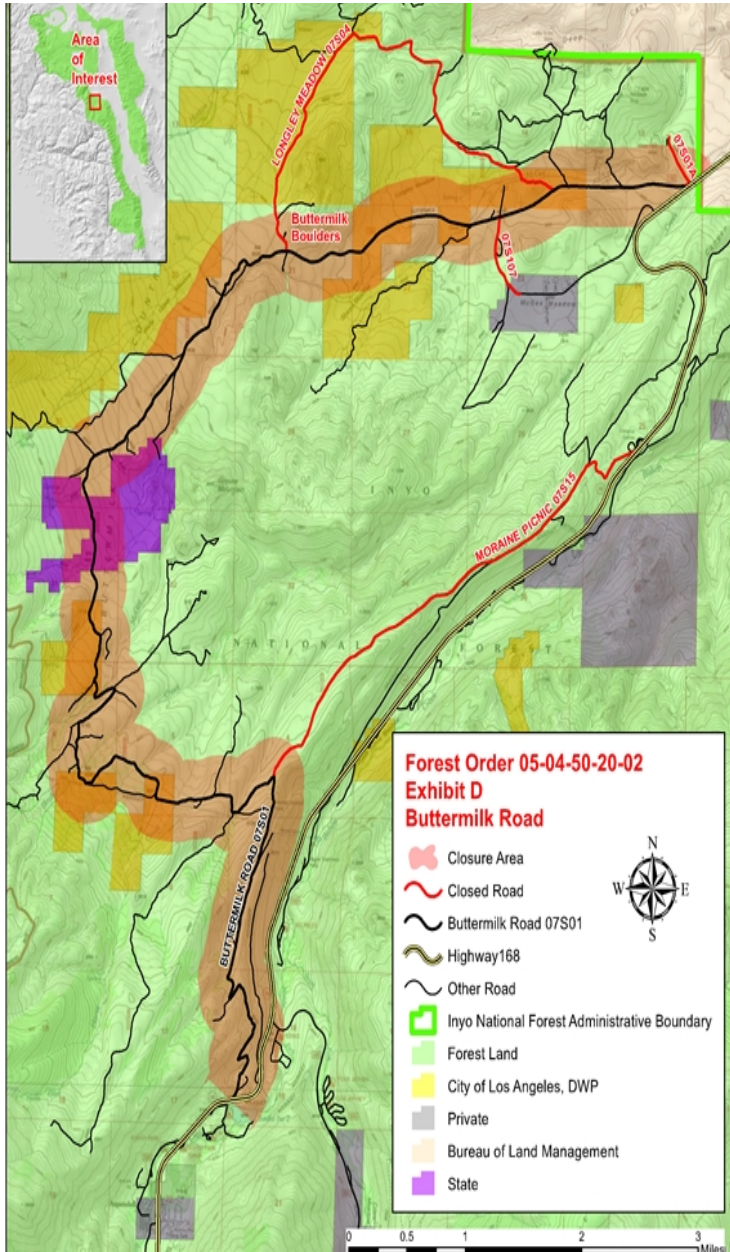 Area
of
Interest
LONGLEY MEADOW 07S04
07S01A
Buttermilk
Boulders
07S107
McGee Meadow
INYO
MORAINE PICNIC 07S15
NATIONAL FOREST
BUTTERMILK ROAD 07S01
Forest Order 05-04-50-20-02
Exhibit D
Buttermilk Road
Closure Area
Closed Road
Buttermilk Road 07S01
Highway168
Other Road
Inyo National Forest Administrative Boundary
Forest Land
City of Los Angeles, DWP
Private
Bureau of Land Management
State
N
W E
S
0 0.5 1 2 3
Miles